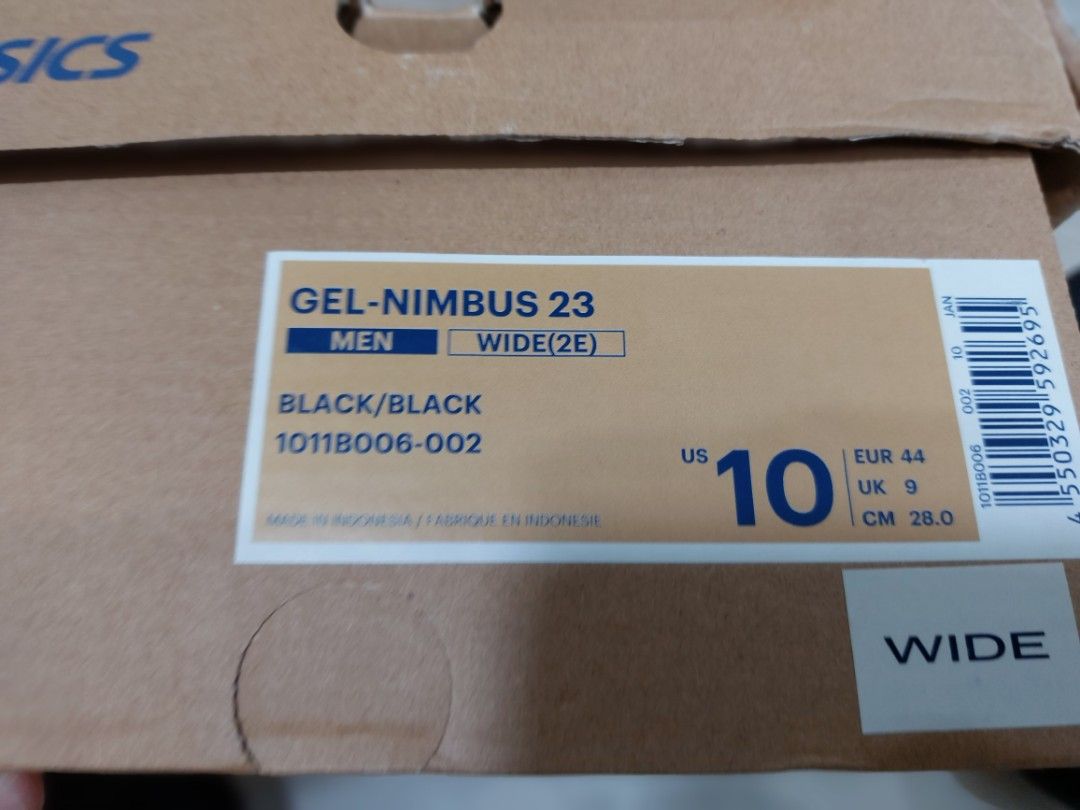 SICS
GEL-NIMBUS 23
MEN
WIDE(2E)
BLACK/BLACK
1011B006-002
US 10
EUR 44
UK 9
CM 28.0
MADE IN INDONESIA / FABRIQUE EN INDONESIE
1011B006 002 10 JAN
4 550329 592695
WIDE